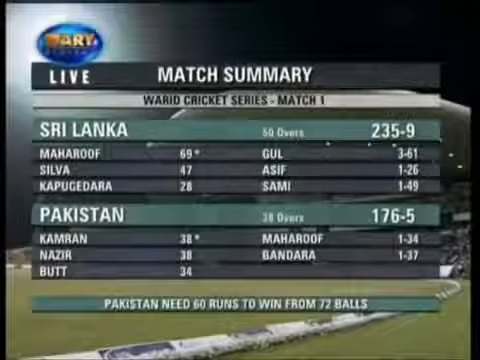 WARY
LIVE
MATCH SUMMARY
WARID CRICKET SERIES - MATCH 1
SRI LANKA 50 Overs 235-9
MAHAROOF 69* GUL 3-61
SILVA 47 ASIF 1-26
KAPUGEDARA 28 SAMI 1-49
PAKISTAN 38 Overs 176-5
KAMRAN 38* MAHAROOF 1-34
NAZIR 38 BANDARA 1-37
BUTT 34
PAKISTAN NEED 60 RUNS TO WIN FROM 72 BALLS